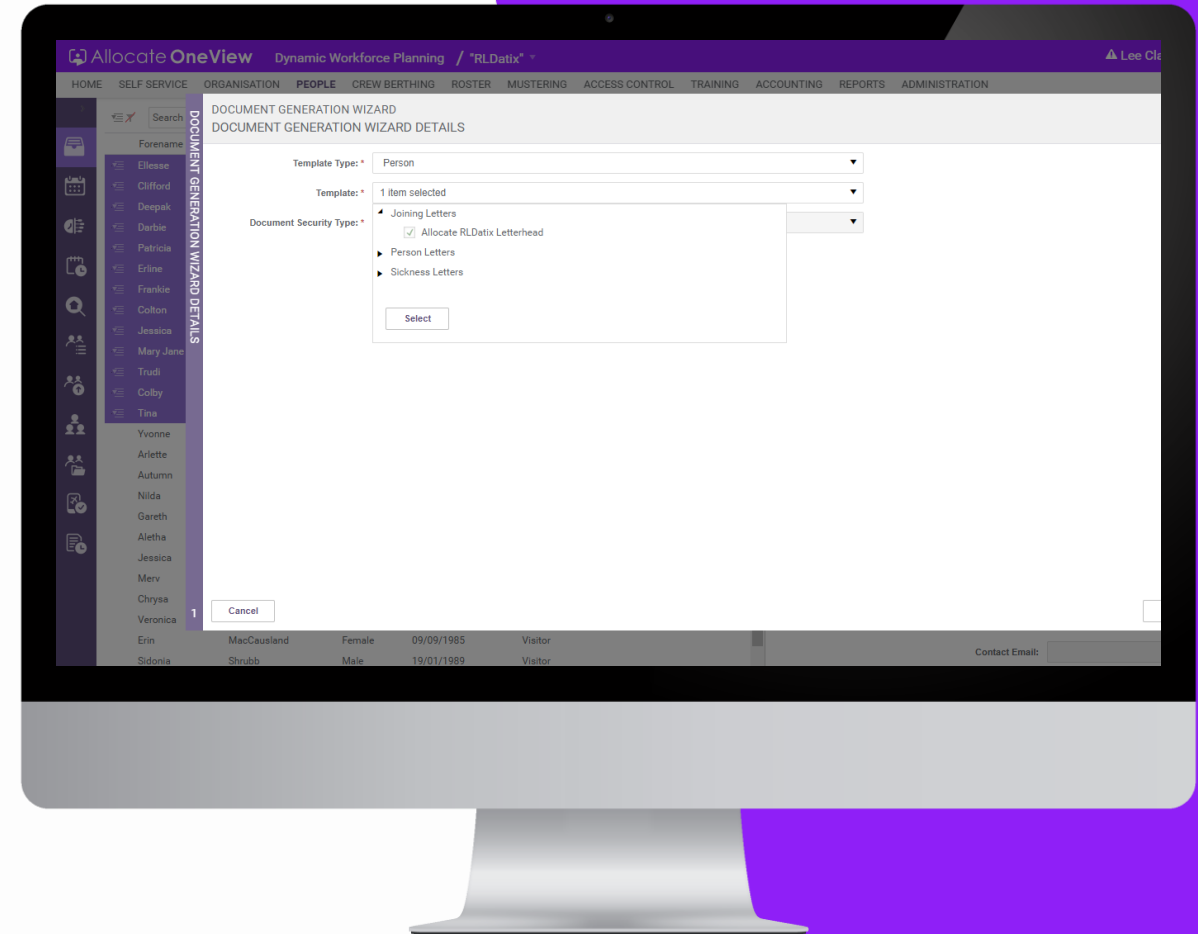 Allocate OneView Dynamic Workforce Planning / "RLDatix"
Lee Cla
HOME SELF SERVICE ORGANISATION PEOPLE CREW BERTHING ROSTER MUSTERING ACCESS CONTROL TRAINING ACCOUNTING REPORTS ADMINISTRATION
Search
DOCUMENT GENERATION WIZARD DETAILS
1
DOCUMENT GENERATION WIZARD
DOCUMENT GENERATION WIZARD DETAILS
Template Type: * Person
Template: * 1 item selected
Joining Letters
Allocate RLDatix Letterhead
Person Letters
Sickness Letters
Select
Document Security Type: *
Cancel
Forename
Ellesse
Clifford
Deepak
Darbie
Patricia
Erline
Frankie
Colton
Jessica
Mary Jane
Trudi
Colby
Tina
Yvonne
Arlette
Autumn
Nilda
Gareth
Aletha
Jessica
Merv
Chrysa
Veronica
Erin MacCausland Female 09/09/1985 Visitor
Sidonia Shrubb Male 19/01/1989 Visitor
Contact Email: